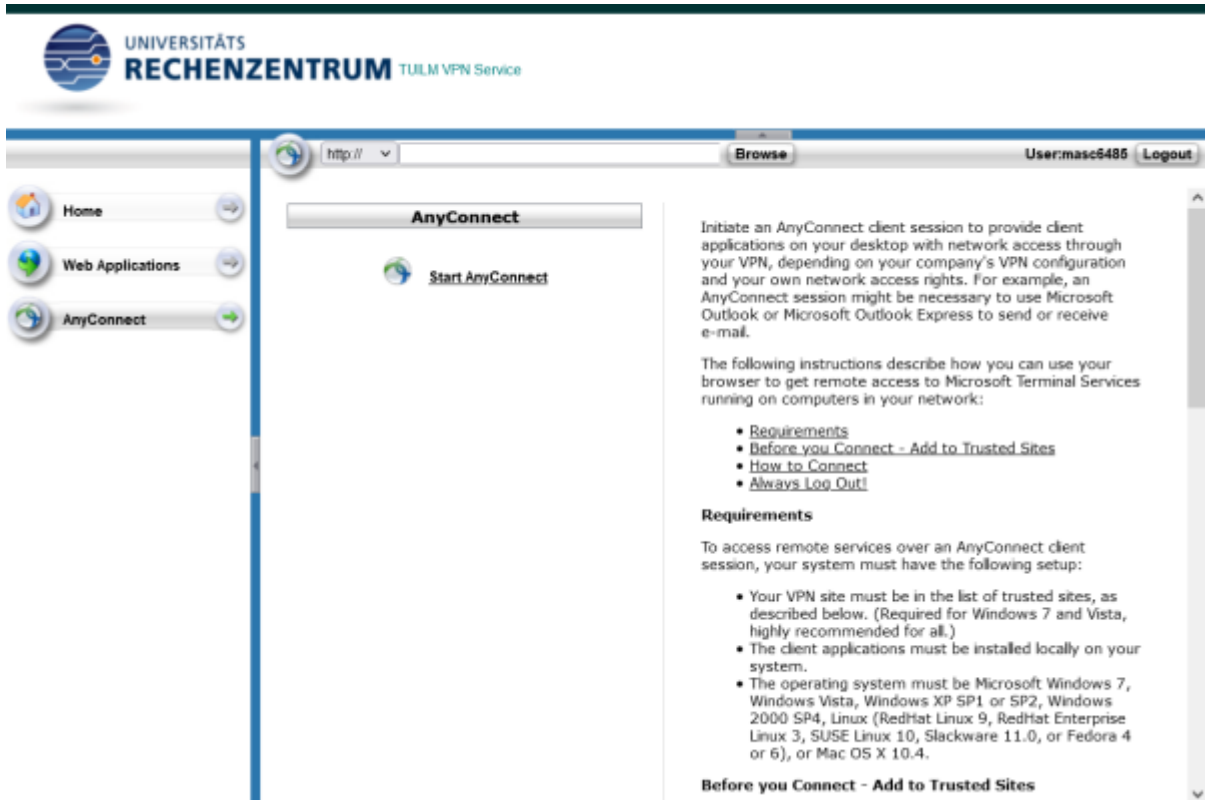 UNIVERSITÄTS
RECHENZENTRUM TUILM VPN Service
http://
Browse
User:masc6485 Logout
Home
Web Applications
AnyConnect
AnyConnect
Start AnyConnect
Initiate an AnyConnect client session to provide client
applications on your desktop with network access through
your VPN, depending on your company's VPN configuration
and your own network access rights. For example, an
AnyConnect session might be necessary to use Microsoft
Outlook or Microsoft Outlook Express to send or receive
e-mail.
The following instructions describe how you can use your
browser to get remote access to Microsoft Terminal Services
running on computers in your network:
• Requirements
• Before you Connect - Add to Trusted Sites
• How to Connect
• Always Log Out!
Requirements
To access remote services over an AnyConnect client
session, your system must have the following setup:
• Your VPN site must be in the list of trusted sites, as
described below. (Required for Windows 7 and Vista,
highly recommended for all.)
• The client applications must be installed locally on your
system.
• The operating system must be Microsoft Windows 7,
Windows Vista, Windows XP SP1 or SP2, Windows
2000 SP4, Linux (RedHat Linux 9, RedHat Enterprise
Linux 3, SUSE Linux 10, Slackware 11.0, or Fedora 4
or 6), or Mac OS X 10.4.
Before you Connect - Add to Trusted Sites